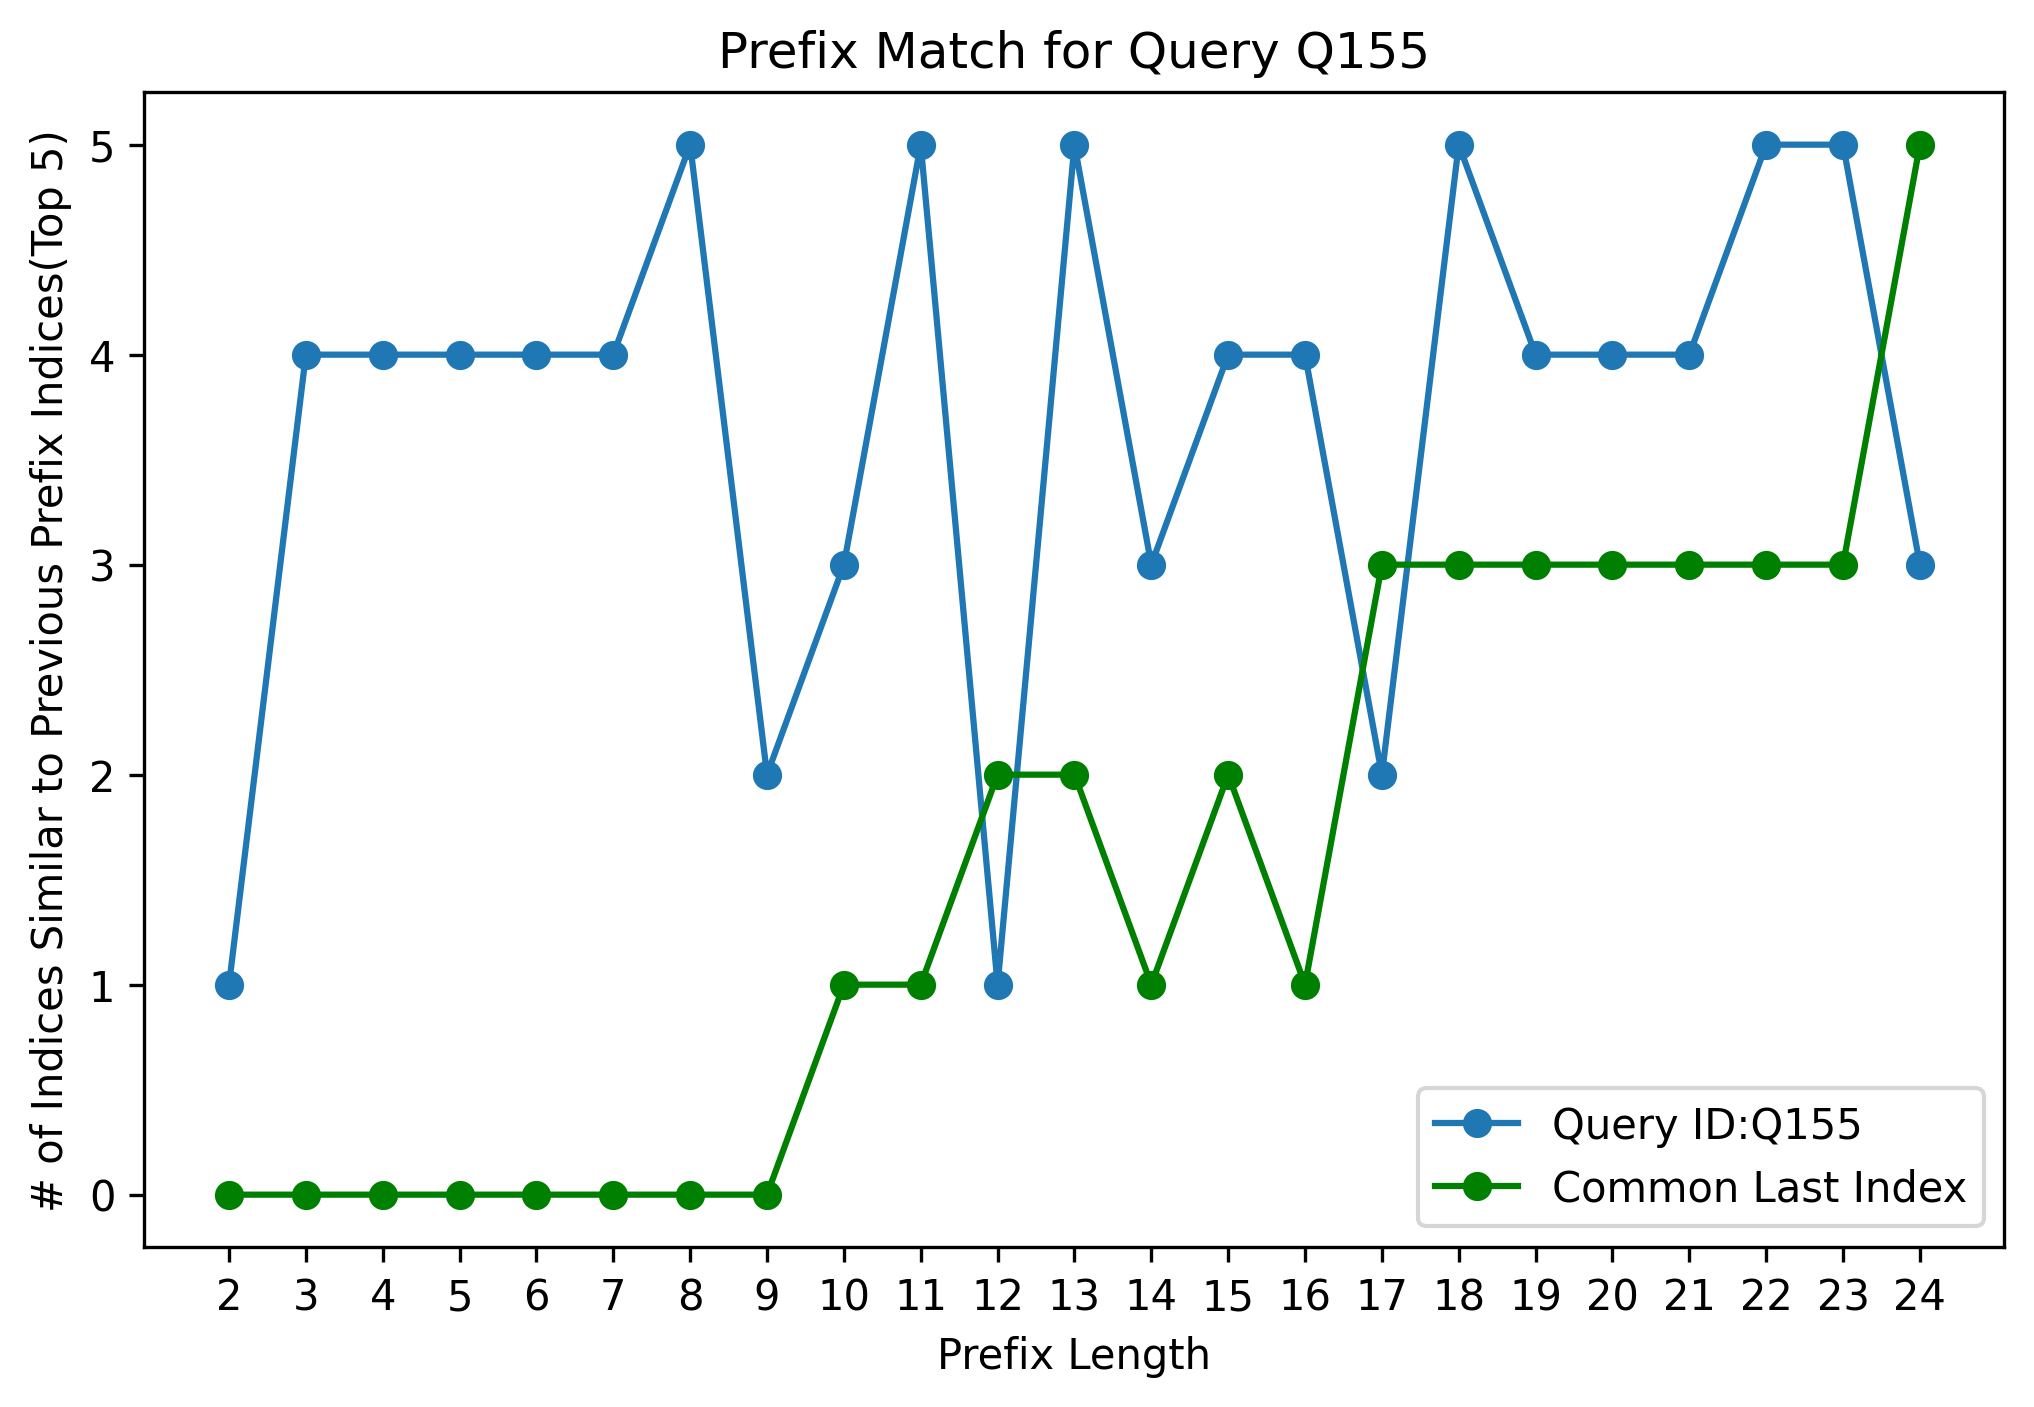 Prefix Match for Query Q155
# of Indices Similar to Previous Prefix Indices(Top 5)
5
4
3
2
1
0
Query ID:Q155
Common Last Index
2 3 4 5 6 7 8 9 10 11 12 13 14 15 16 17 18 19 20 21 22 23 24
Prefix Length